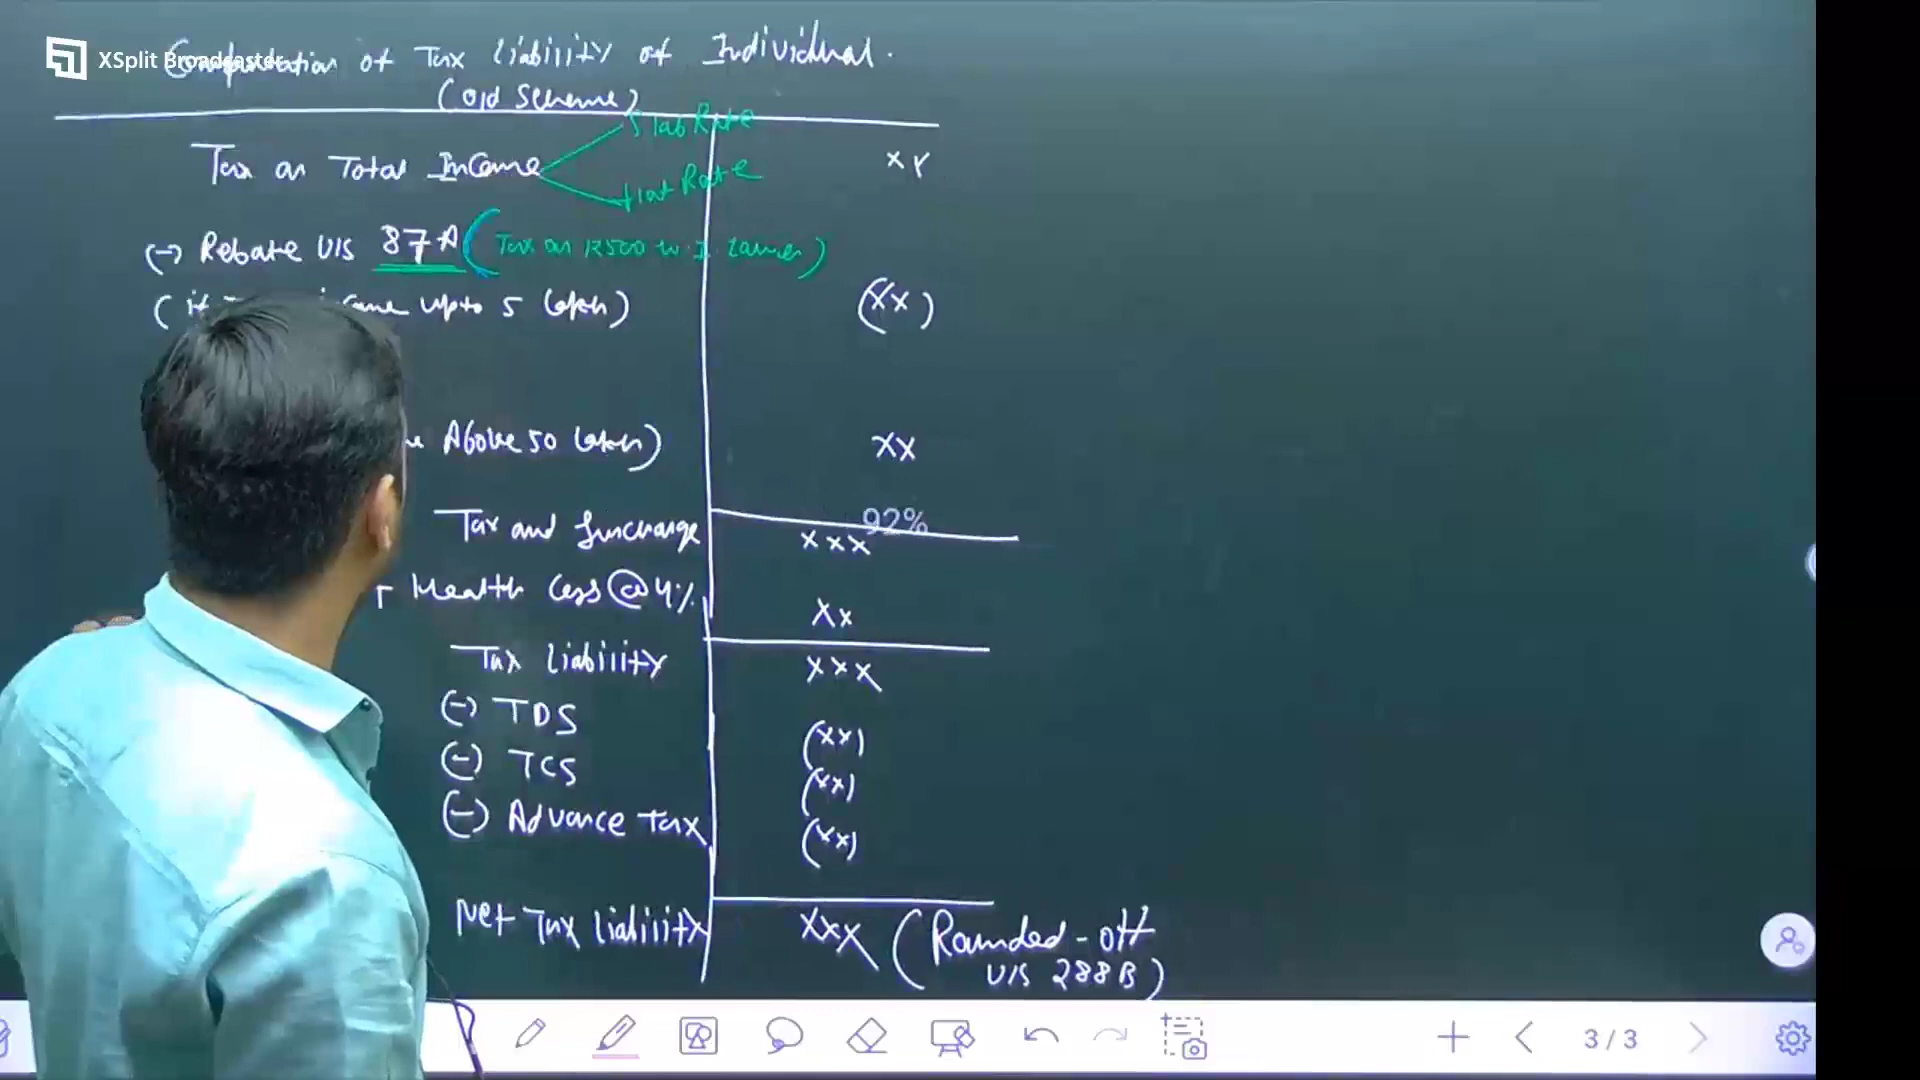 XSplit Broadcaster
Computation of Tax liability of Individual.
(Old Scheme)
Slab Rate
Tax on Total Income xx
flat Rate
(-) Rebate U/s 87A (Tax or 12500 w.I. Lower)
(if upto 5 lakh) (xx)
Above 50 lakh) xx
92%
Tax and Surcharge xxx
Health Cess @ 4% xx
Tax liability xxx
(-) TDS (xx)
(-) TCS (xx)
(-) Advance Tax (xx)
Net Tax liability xxx (Rounded-off
U/s 288B)
3/3